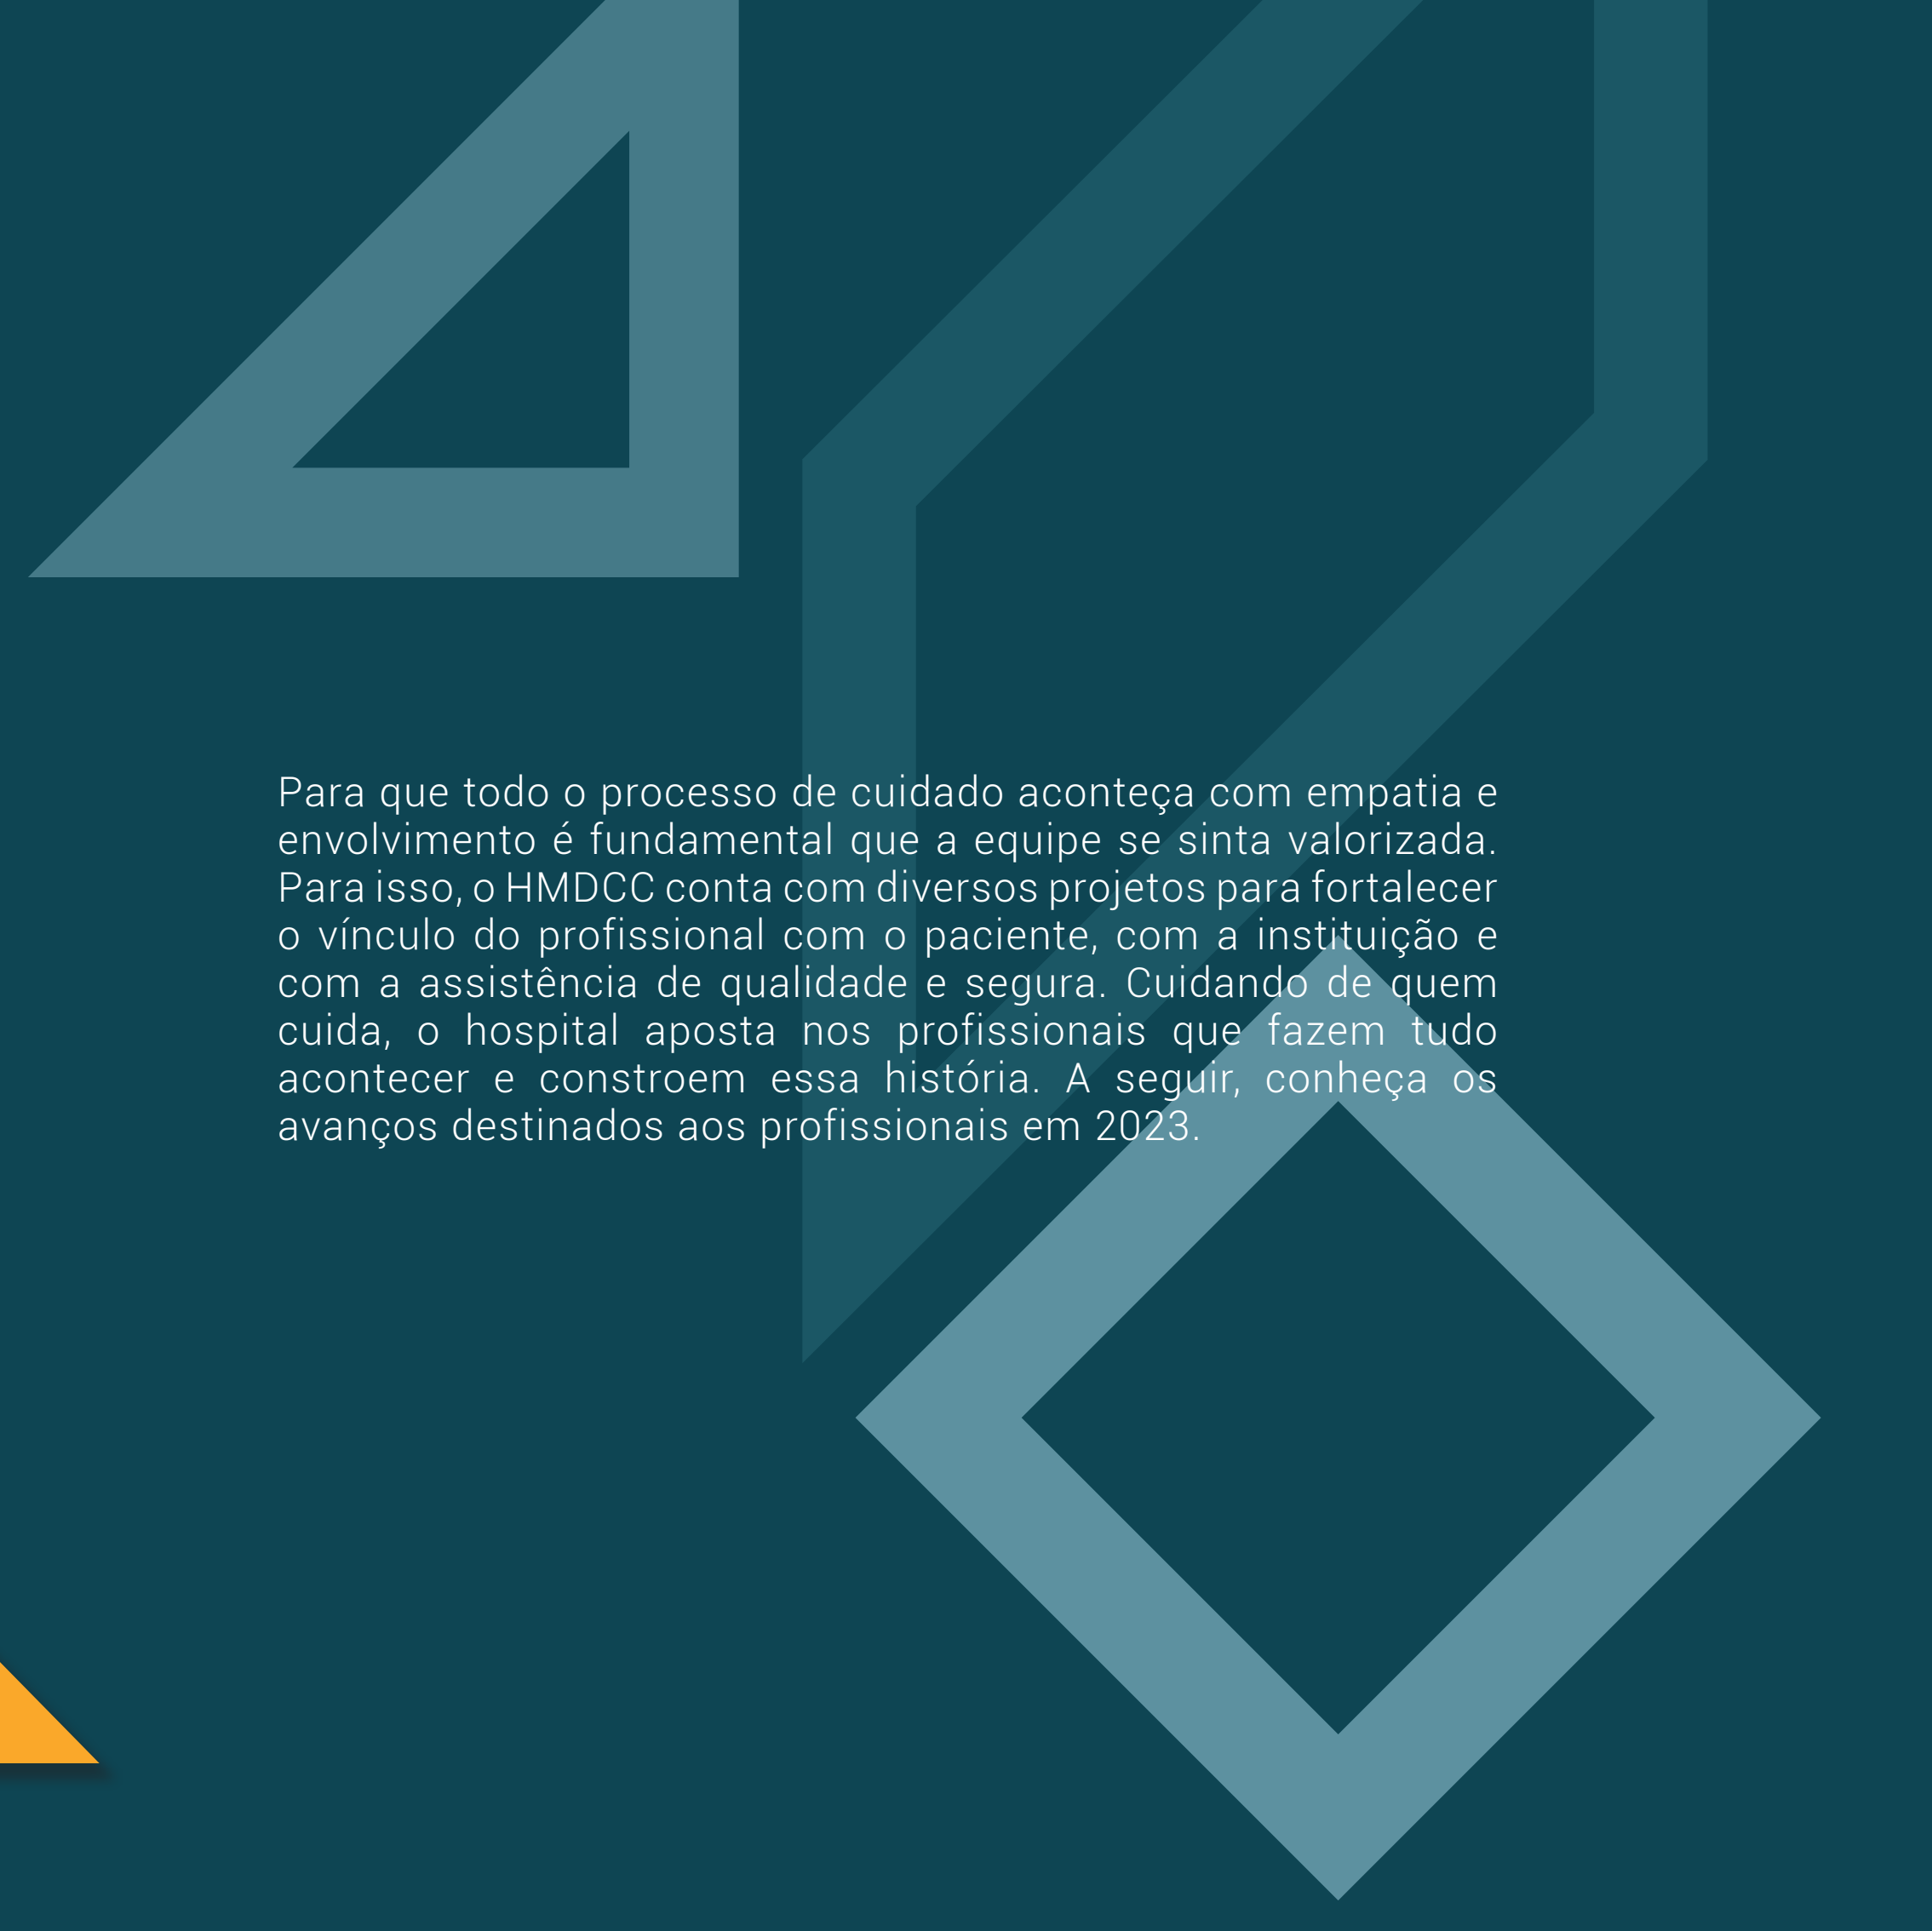 Para que todo o processo de cuidado aconteça com empatia e
envolvimento é fundamental que a equipe se sinta valorizada.
Para isso, o HMDCC conta com diversos projetos para fortalecer
o vínculo do profissional com o paciente, com a instituição e
com a assistência de qualidade e segura. Cuidando de quem
cuida, o hospital aposta nos profissionais que fazem tudo
acontecer e constroem essa história. A seguir, conheça os
avanços destinados aos profissionais em 2023.